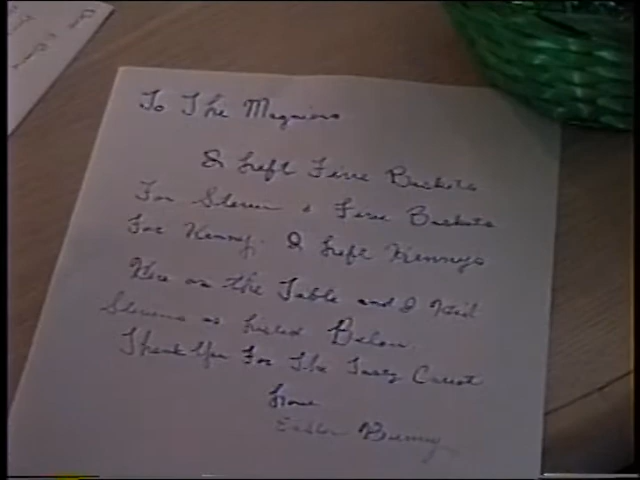 To The Maguires
I Left Five Baskets
For Steven & Five Baskets
For Kenny. I Left Kennys
Here on the Table and I Hid
Stevens as listed Below.
Thank You For The Tasty Carrot
Love
Easter Bunny